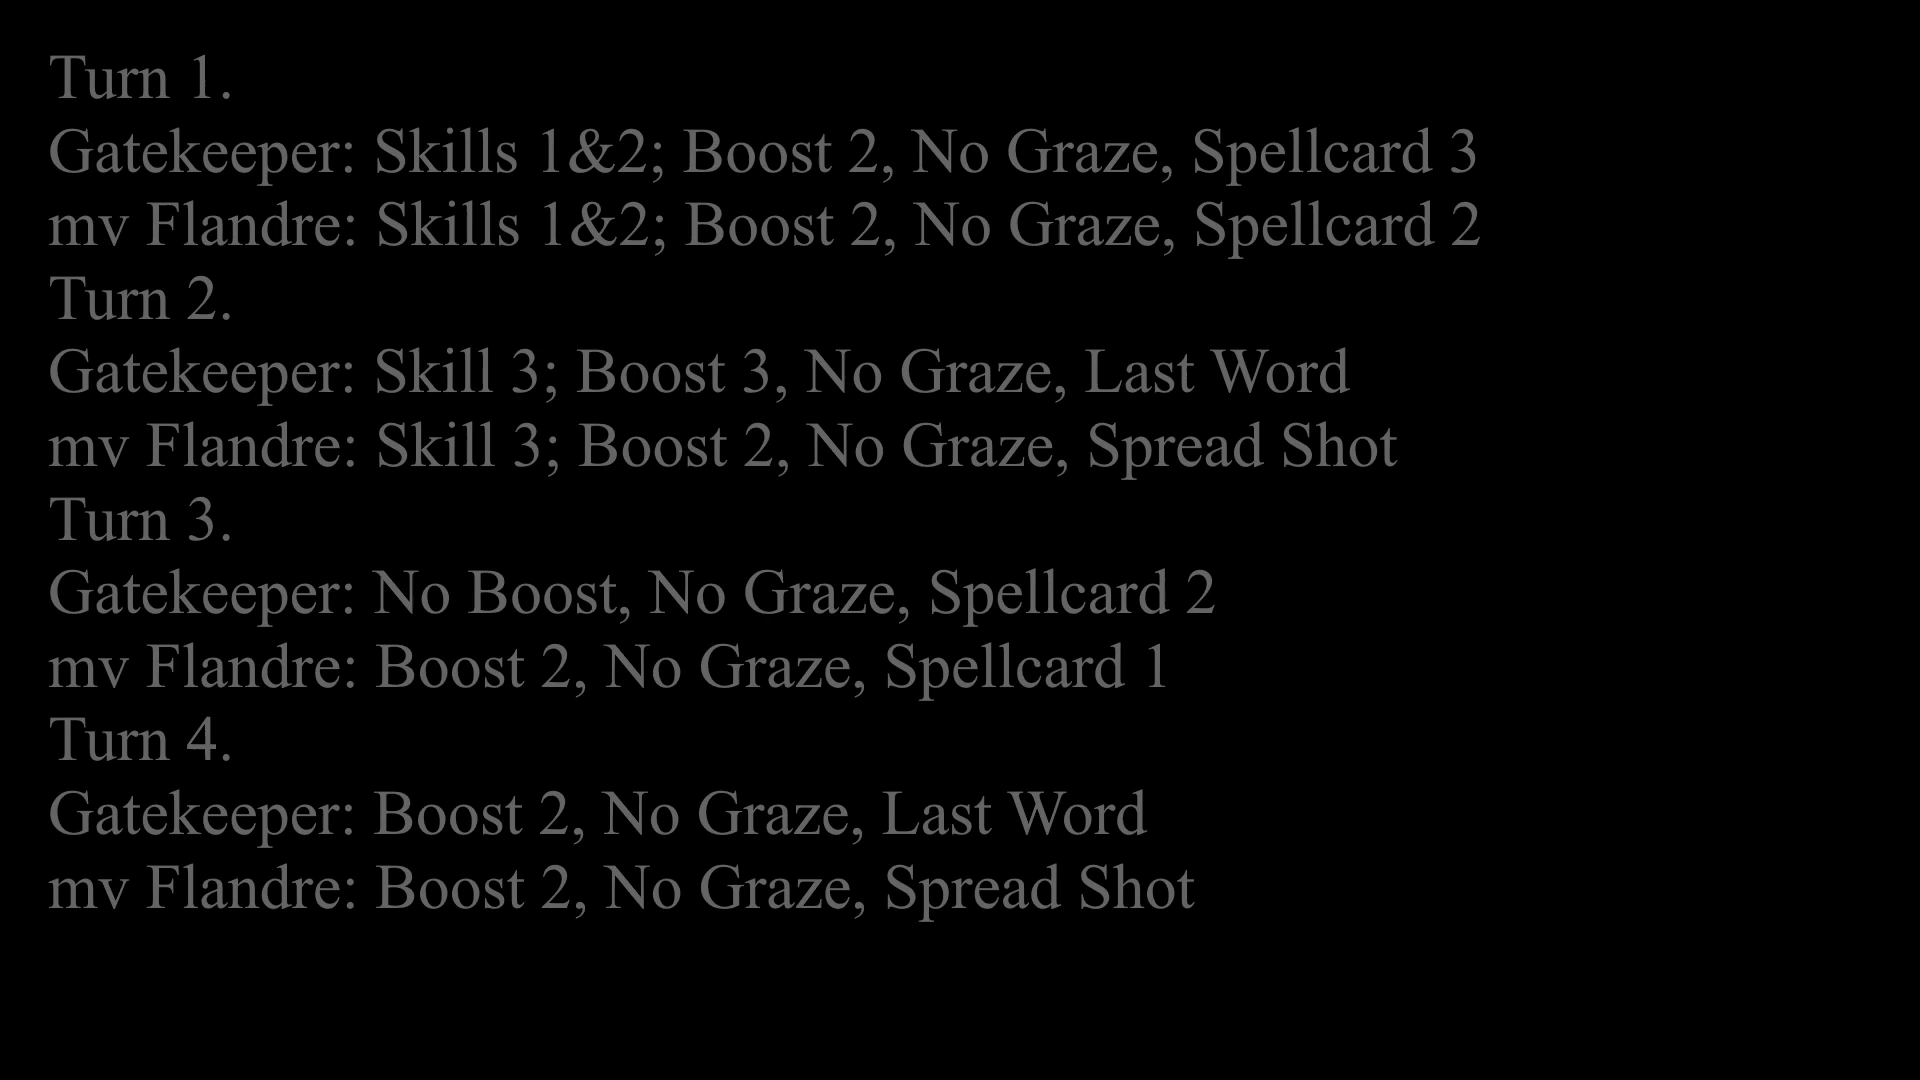 Turn 1.
Gatekeeper: Skills 1&2; Boost 2, No Graze, Spellcard 3
mv Flandre: Skills 1&2; Boost 2, No Graze, Spellcard 2
Turn 2.
Gatekeeper: Skill 3; Boost 3, No Graze, Last Word
mv Flandre: Skill 3; Boost 2, No Graze, Spread Shot
Turn 3.
Gatekeeper: No Boost, No Graze, Spellcard 2
mv Flandre: Boost 2, No Graze, Spellcard 1
Turn 4.
Gatekeeper: Boost 2, No Graze, Last Word
mv Flandre: Boost 2, No Graze, Spread Shot